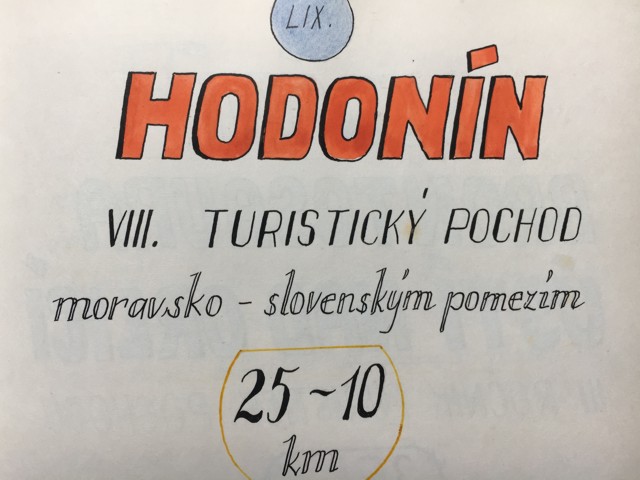 LIX.
HODONÍN
VIII. TURISTICKÝ POCHOD
moravsko - slovenským pomezím
25 ~ 10
km